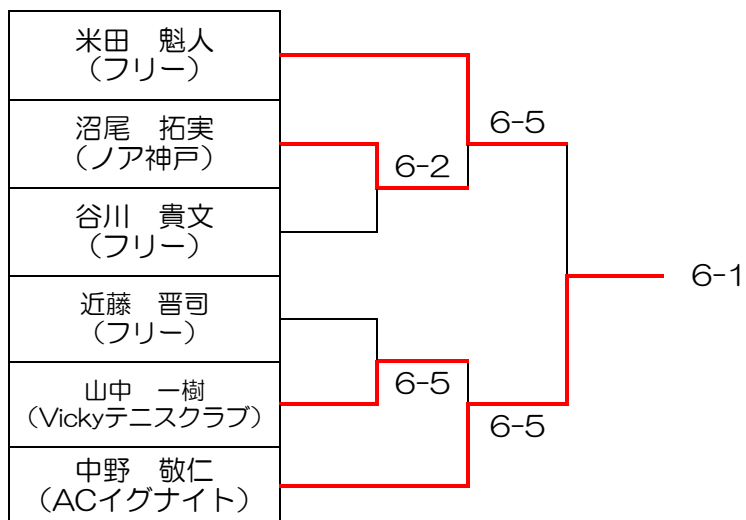 米田　魁人
（フリー）
沼尾　拓実
（ノア神戸）
谷川　貴文
（フリー）
近藤　晋司
（フリー）
山中　一樹
（Vickyテニスクラブ）
中野　敬仁
（ACイグナイト）
6-5
6-2
6-1
6-5
6-5